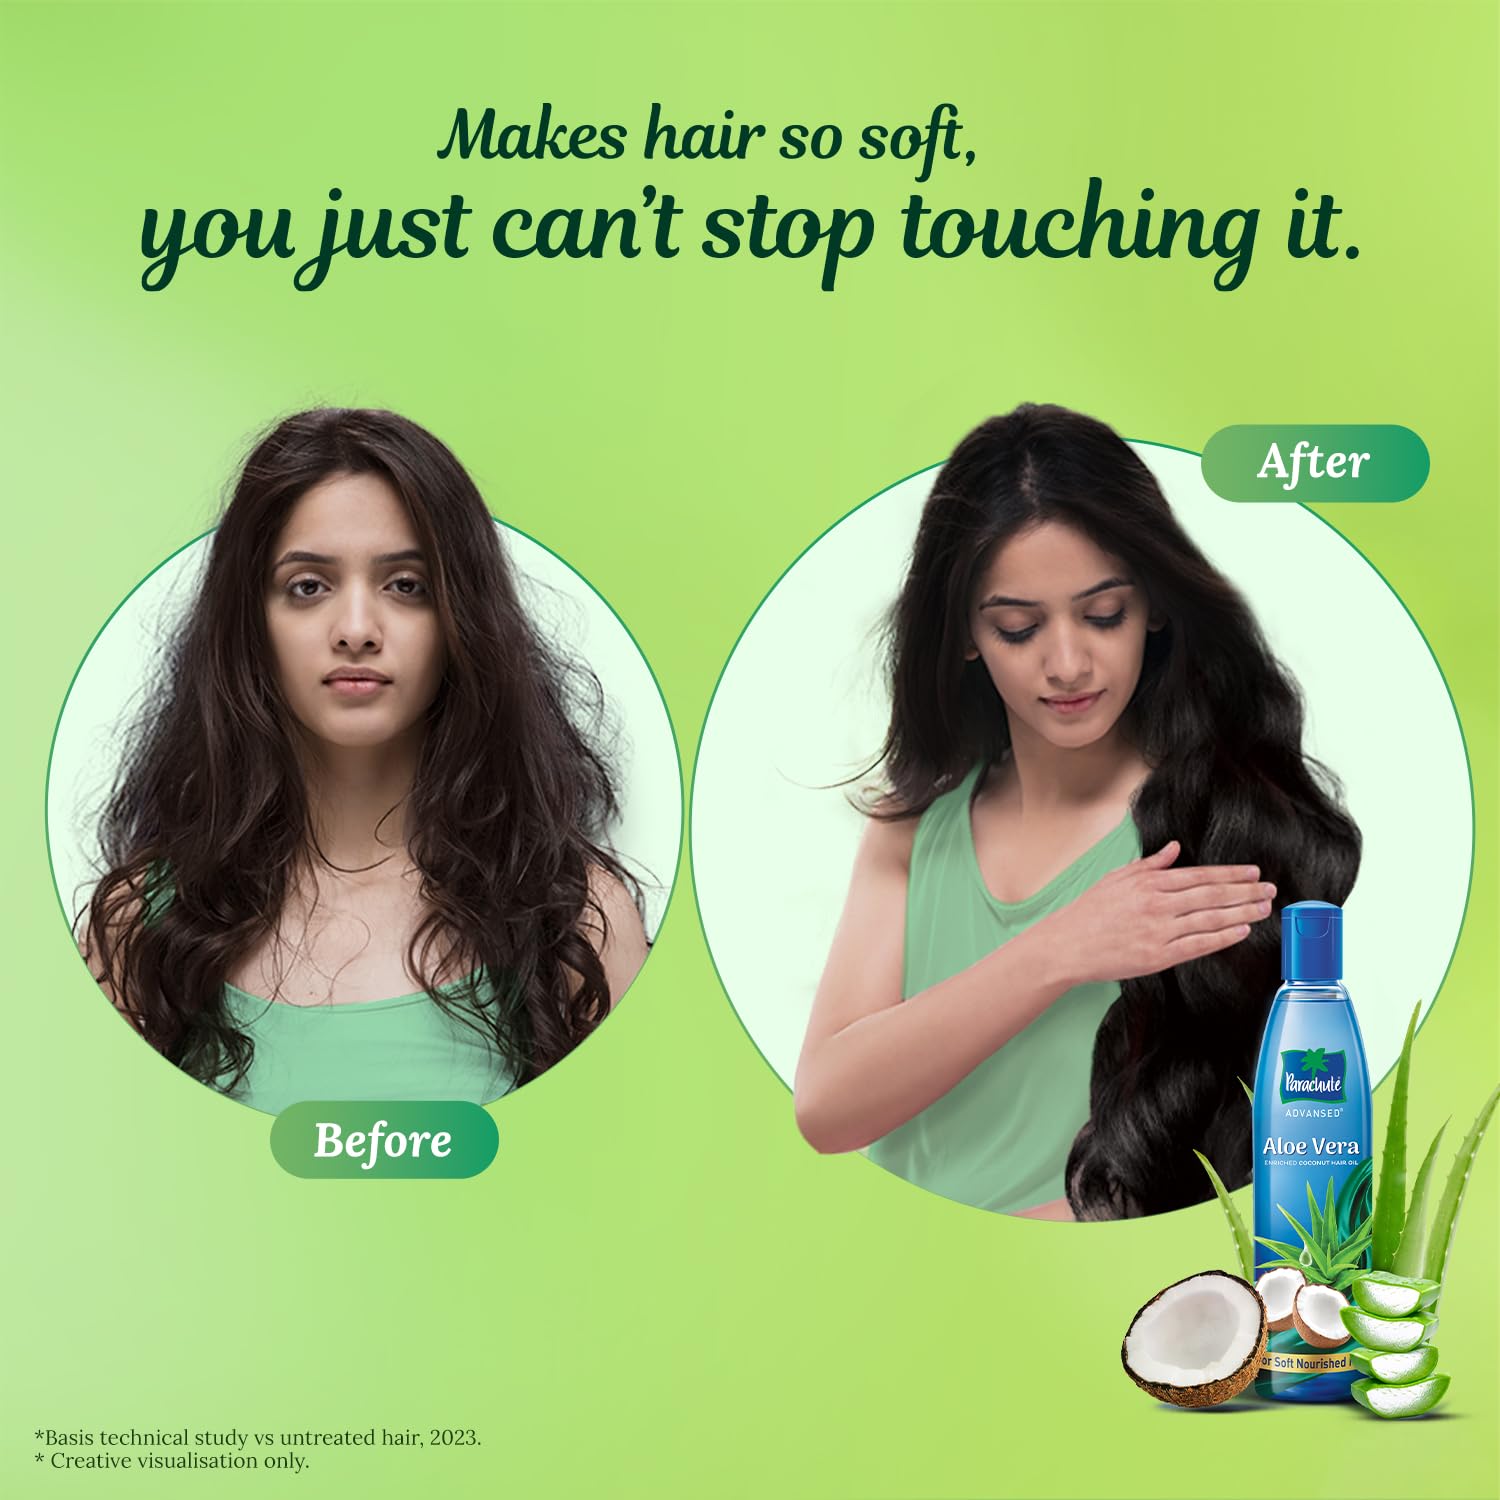 Makes hair so soft,
you just can't stop touching it.
After
Before
Parachute®
ADVANSED®
Aloe Vera
ENRICHED COCONUT HAIR OIL
or Soft Nourished
*Basis technical study vs untreated hair, 2023.
* Creative visualisation only.